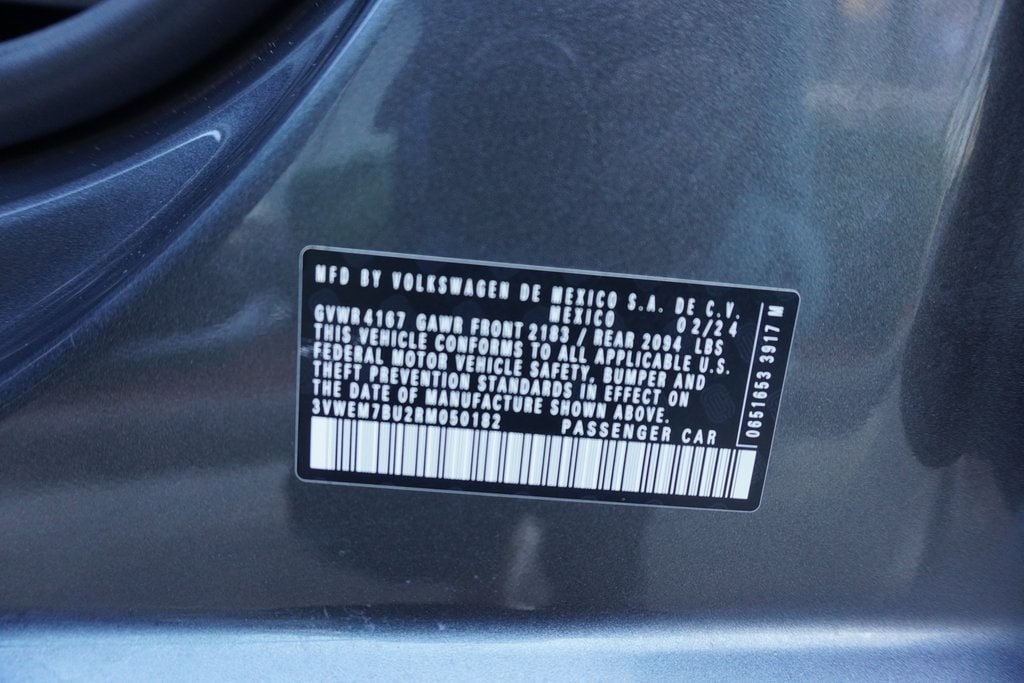 MFD BY VOLKSWAGEN DE MEXICO S.A. DE C.V.
MEXICO 02/24
GVWR 4167 GAWR FRONT 2183 / REAR 2094 LBS
THIS VEHICLE CONFORMS TO ALL APPLICABLE U.S.
FEDERAL MOTOR VEHICLE SAFETY, BUMPER AND
THEFT PREVENTION STANDARDS IN EFFECT ON
THE DATE OF MANUFACTURE SHOWN ABOVE.
3VWEM7BU2RM050182 PASSENGER CAR
0651653 3917 M